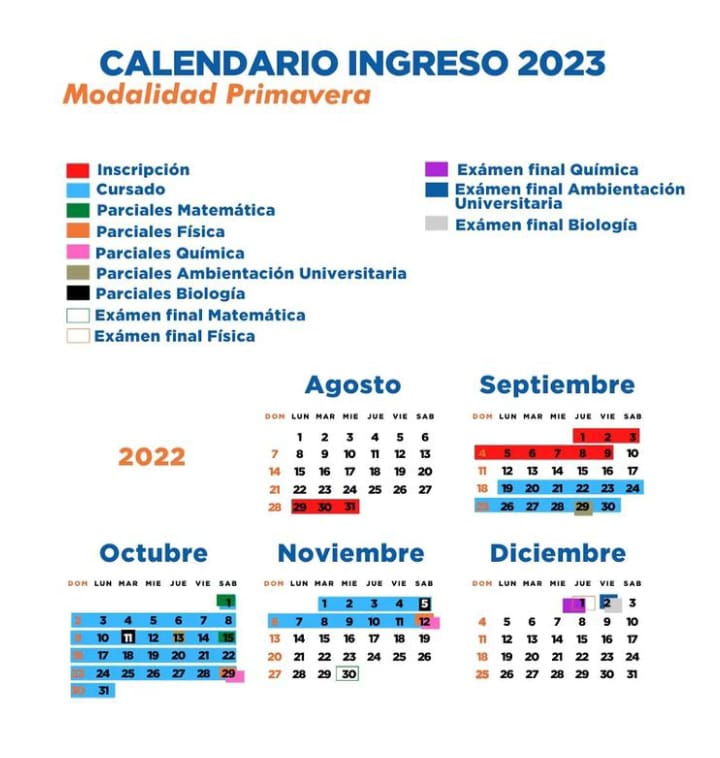 CALENDARIO INGRESO 2023
Modalidad Primavera
Inscripción
Cursado
Parciales Matemática
Parciales Física
Parciales Química
Parciales Ambientación Universitaria
Parciales Biología
Exámen final Matemática
Exámen final Física
Exámen final Química
Exámen final Ambientación
Universitaria
Exámen final Biología
2022
Agosto
DOM LUN MAR MIE JUE VIE SAB
1 2 3 4 5 6
7 8 9 10 11 12 13
14 15 16 17 18 19 20
21 22 23 24 25 26 27
28 29 30 31
Septiembre
DOM LUN MAR MIE JUE VIE SAB
1 2 3
4 5 6 7 8 9 10
11 12 13 14 15 16 17
18 19 20 21 22 23 24
25 26 27 28 29 30
Octubre
DOM LUN MAR MIE JUE VIE SAB
1
2 3 4 5 6 7 8
9 10 11 12 13 14 15
16 17 18 19 20 21 22
23 24 25 26 27 28 29
30 31
Noviembre
DOM LUN MAR MIE JUE VIE SAB
1 2 3 4 5
6 7 8 9 10 11 12
13 14 15 16 17 18 19
20 21 22 23 24 25 26
27 28 29 30
Diciembre
DOM LUN MAR MIE JUE VIE SAB
1 2 3
4 5 6 7 8 9 10
11 12 13 14 15 16 17
18 19 20 21 22 23 24
25 26 27 28 29 30 31